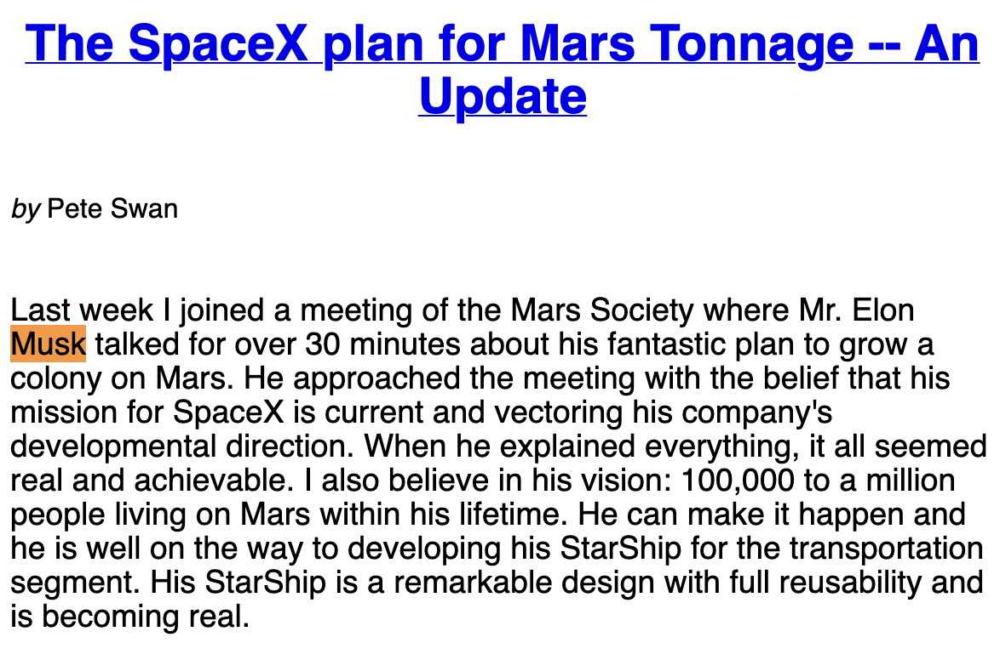 The SpaceX plan for Mars Tonnage -- An
Update
by Pete Swan
Last week I joined a meeting of the Mars Society where Mr. Elon
Musk talked for over 30 minutes about his fantastic plan to grow a
colony on Mars. He approached the meeting with the belief that his
mission for SpaceX is current and vectoring his company's
developmental direction. When he explained everything, it all seemed
real and achievable. I also believe in his vision: 100,000 to a million
people living on Mars within his lifetime. He can make it happen and
he is well on the way to developing his StarShip for the transportation
segment. His StarShip is a remarkable design with full reusability and
is becoming real.